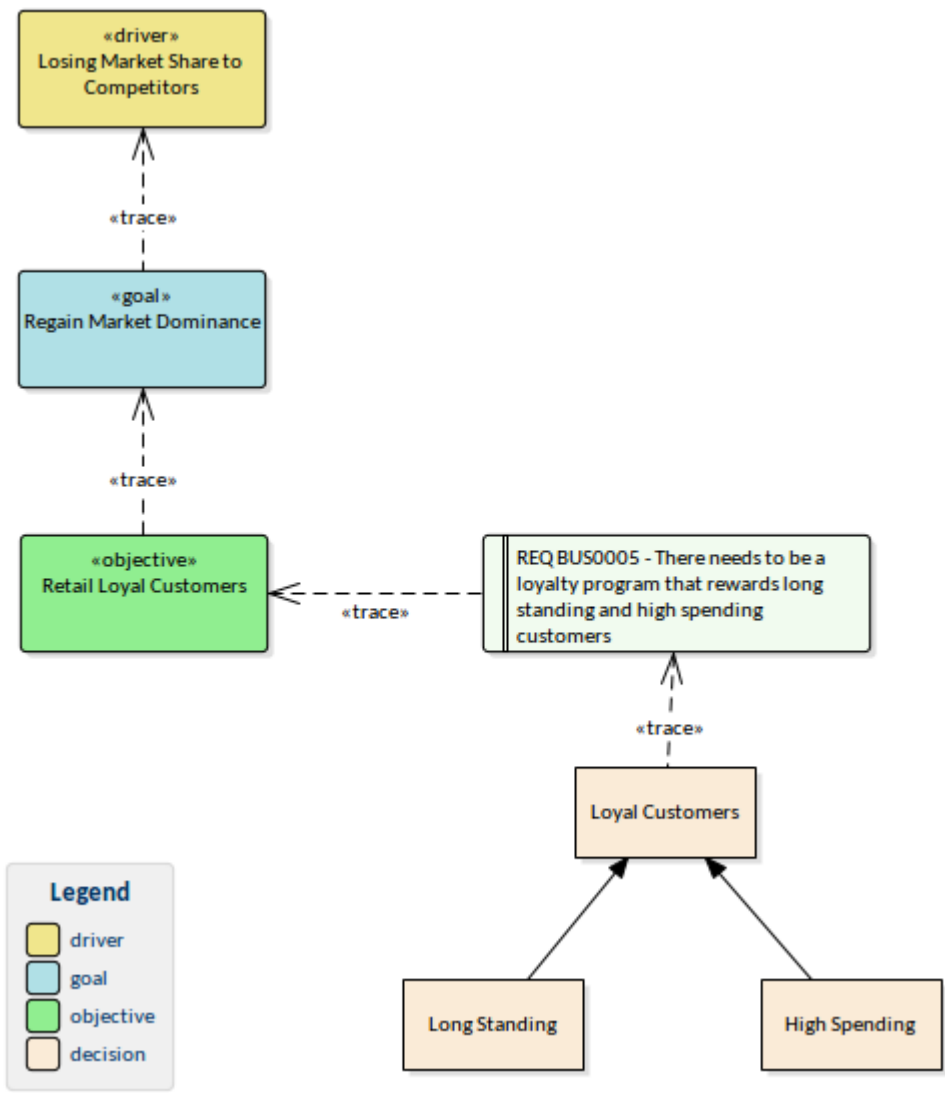 «driver»
Losing Market Share to
Competitors
«trace»
«goal»
Regain Market Dominance
«trace»
«objective»
Retail Loyal Customers
«trace»
REQ BUS0005 - There needs to be a
loyalty program that rewards long
standing and high spending
customers
«trace»
Loyal Customers
Long Standing
High Spending
Legend
driver
goal
objective
decision